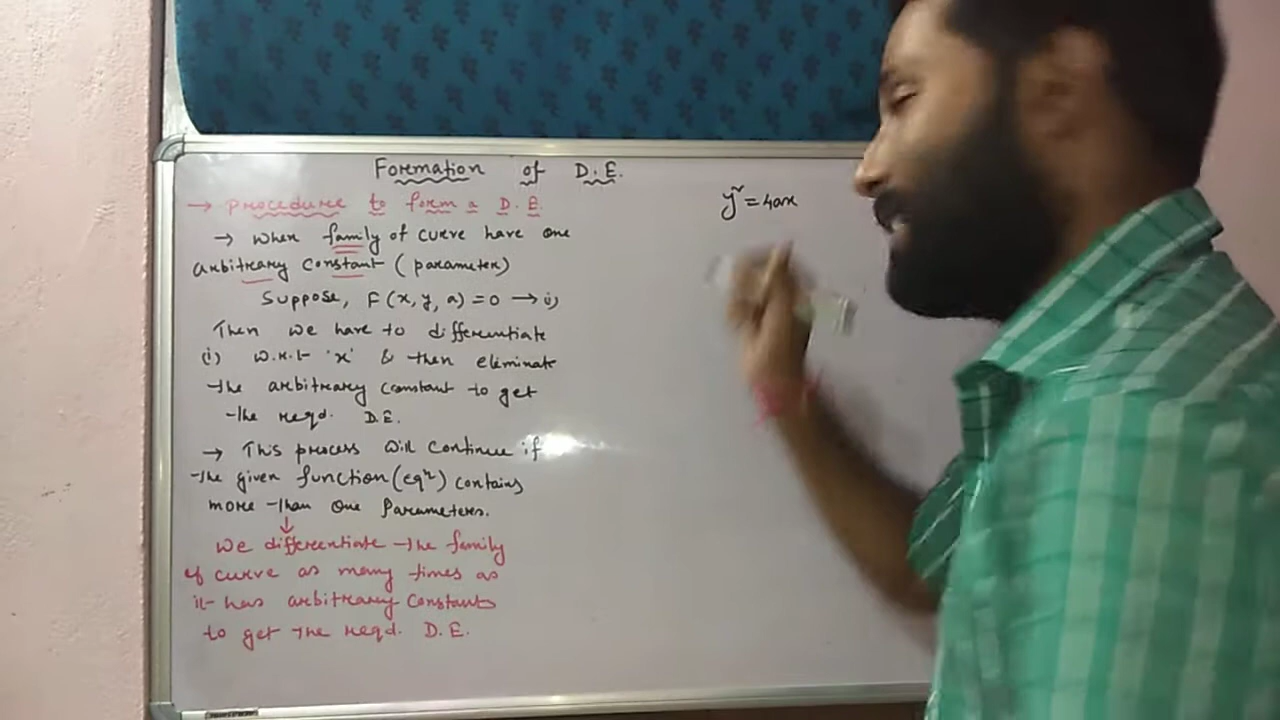 Formation of D.E.
→ procedure to form a D.E.
→ When family of curve have one
arbitrary constant (parameter)
Suppose, F(x, y, a) = 0 → i)
Then we have to differentiate
(i) w.r.t 'x' & then eliminate
the arbitrary constant to get
the reqd. D.E.
→ This process will continue if
the given function (eqⁿ) contains
more than one parameters.
↓
We differentiate the family
of curve as many times as
it has arbitrary constants
to get the reqd. D.E.
y² = 4ax